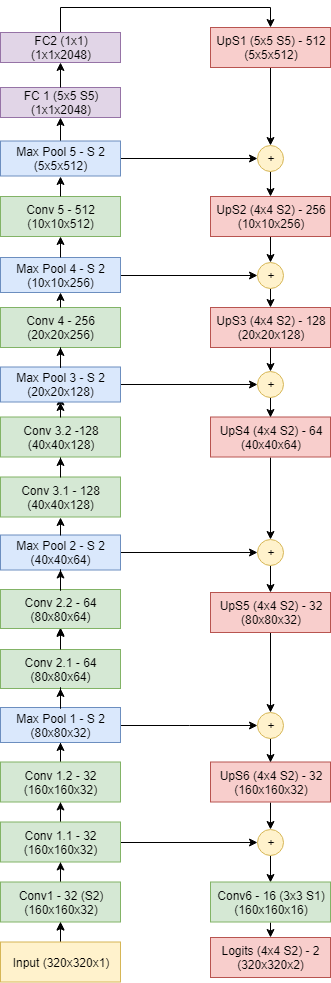 FC2 (1x1)
(1x1x2048)
FC 1 (5x5 S5)
(1x1x2048)
Max Pool 5 - S 2
(5x5x512)
Conv 5 - 512
(10x10x512)
Max Pool 4 - S 2
(10x10x256)
Conv 4 - 256
(20x20x256)
Max Pool 3 - S 2
(20x20x128)
Conv 3.2 -128
(40x40x128)
Conv 3.1 - 128
(40x40x128)
Max Pool 2 - S 2
(40x40x64)
Conv 2.2 - 64
(80x80x64)
Conv 2.1 - 64
(80x80x64)
Max Pool 1 - S 2
(80x80x32)
Conv 1.2 - 32
(160x160x32)
Conv 1.1 - 32
(160x160x32)
Conv1 - 32 (S2)
(160x160x32)
Input (320x320x1)
UpS1 (5x5 S5) - 512
(5x5x512)
+
UpS2 (4x4 S2) - 256
(10x10x256)
+
UpS3 (4x4 S2) - 128
(20x20x128)
+
UpS4 (4x4 S2) - 64
(40x40x64)
+
UpS5 (4x4 S2) - 32
(80x80x32)
+
UpS6 (4x4 S2) - 32
(160x160x32)
+
Conv6 - 16 (3x3 S1)
(160x160x16)
Logits (4x4 S2) - 2
(320x320x2)